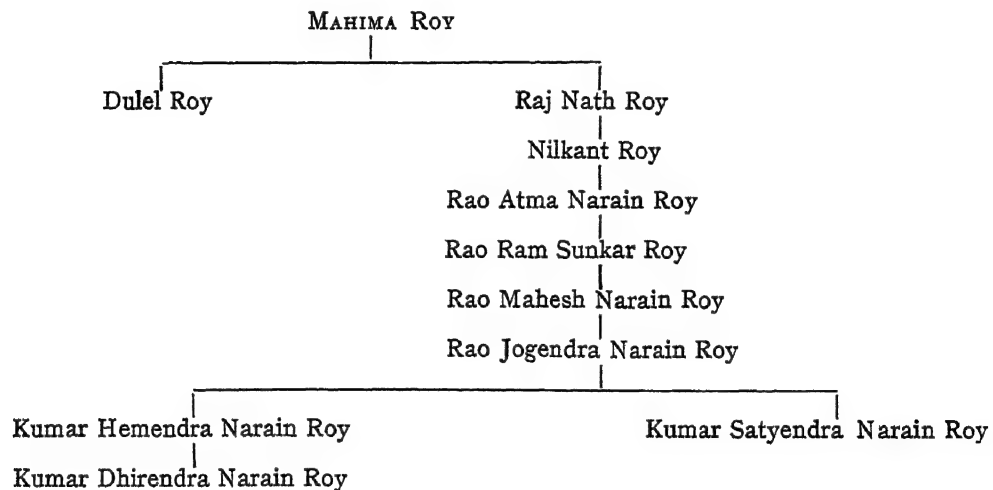 MAHIMA ROY
Dulel Roy Raj Nath Roy
Nilkant Roy
Rao Atma Narain Roy
Rao Ram Sunkar Roy
Rao Mahesh Narain Roy
Rao Jogendra Narain Roy
Kumar Hemendra Narain Roy Kumar Satyendra Narain Roy
Kumar Dhirendra Narain Roy